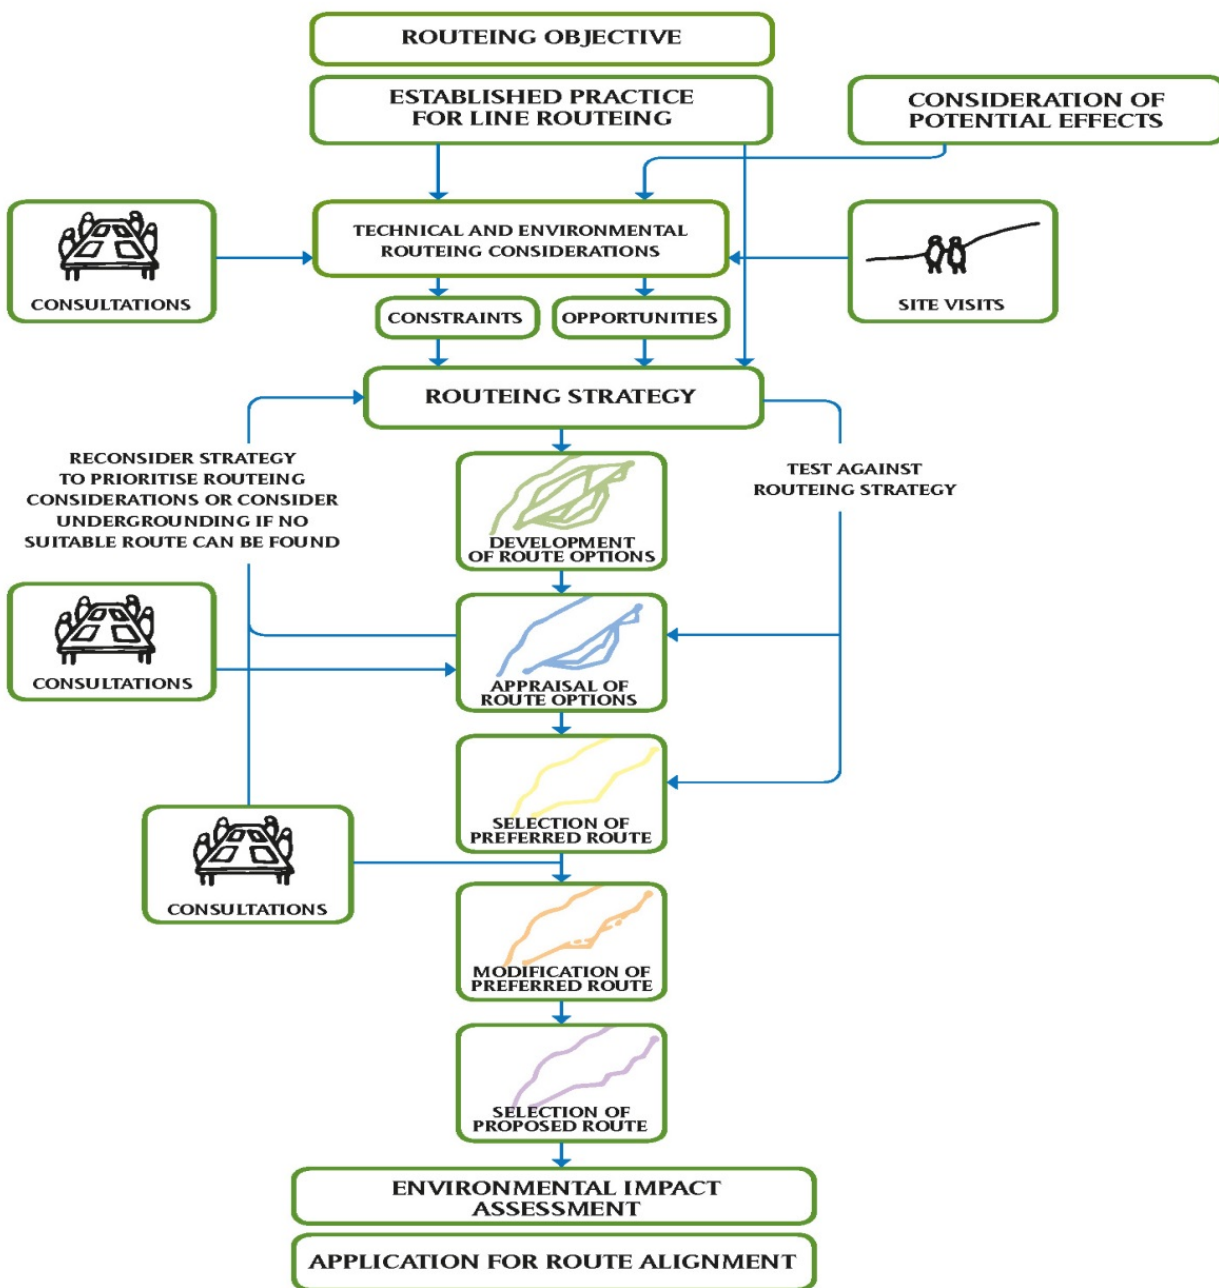 ROUTEING OBJECTIVE
ESTABLISHED PRACTICE
FOR LINE ROUTEING
CONSIDERATION OF
POTENTIAL EFFECTS
TECHNICAL AND ENVIRONMENTAL
ROUTEING CONSIDERATIONS
CONSULTATIONS
SITE VISITS
CONSTRAINTS
OPPORTUNITIES
ROUTEING STRATEGY
RECONSIDER STRATEGY
TO PRIORITISE ROUTEING
CONSIDERATIONS OR CONSIDER
UNDERGROUNDING IF NO
SUITABLE ROUTE CAN BE FOUND
TEST AGAINST
ROUTEING STRATEGY
DEVELOPMENT
OF ROUTE OPTIONS
CONSULTATIONS
APPRAISAL OF
ROUTE OPTIONS
SELECTION OF
PREFERRED ROUTE
CONSULTATIONS
MODIFICATION OF
PREFERRED ROUTE
SELECTION OF
PROPOSED ROUTE
ENVIRONMENTAL IMPACT
ASSESSMENT
APPLICATION FOR ROUTE ALIGNMENT